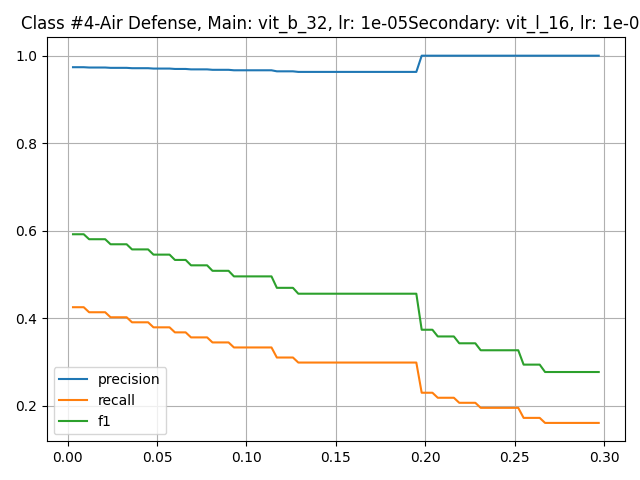 Class #4-Air Defense, Main: vit_b_32, lr: 1e-05Secondary: vit_l_16, lr: 1e-0
1.0
0.8
0.6
0.4
0.2
precision
recall
f1
0.00 0.05 0.10 0.15 0.20 0.25 0.30